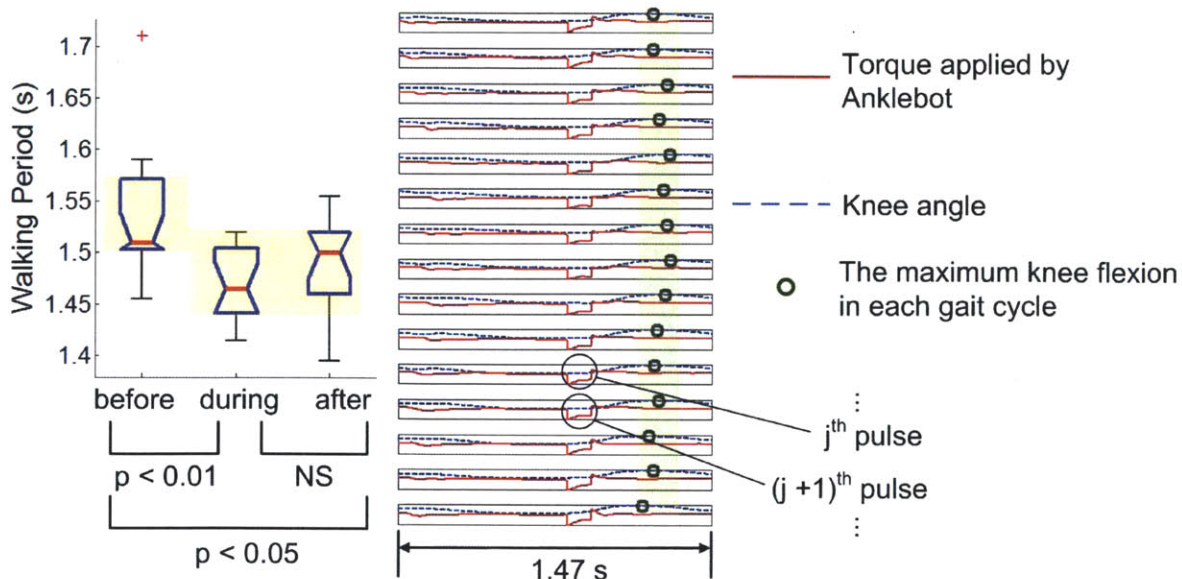 Walking Period (s)
1.7
1.65
1.6
1.55
1.5
1.45
1.4
before during after
p < 0.01 NS
p < 0.05
1.47 s
Torque applied by
Anklebot
Knee angle
The maximum knee flexion
in each gait cycle
⋮
jth pulse
(j +1)th pulse
⋮